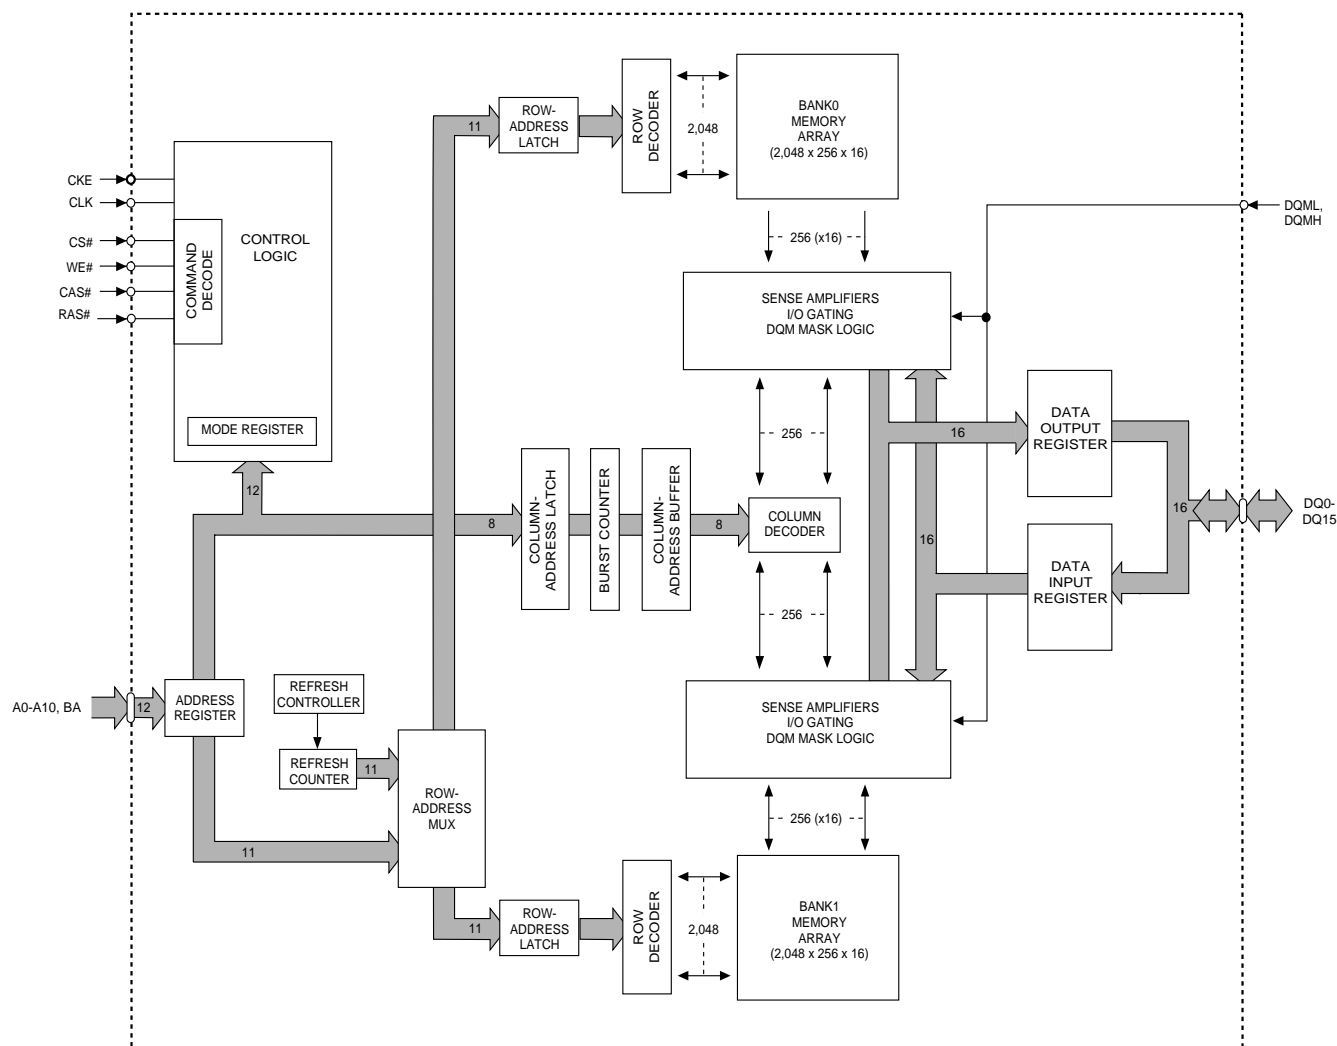 ROW-
ADDRESS
LATCH
11
ROW
DECODER
2,048
BANK0
MEMORY
ARRAY
(2,048 x 256 x 16)
CKE
CLK
CS#
WE#
CAS#
RAS#
COMMAND
DECODE
CONTROL
LOGIC
MODE REGISTER
12
DQML,
DQMH
256 (x16)
SENSE AMPLIFIERS
I/O GATING
DQM MASK LOGIC
256
16
DATA
OUTPUT
REGISTER
8
COLUMN-
ADDRESS LATCH
BURST COUNTER
COLUMN-
ADDRESS BUFFER
8
COLUMN
DECODER
16
16
DQ0-
DQ15
DATA
INPUT
REGISTER
256
A0-A10, BA
12
ADDRESS
REGISTER
REFRESH
CONTROLLER
REFRESH
COUNTER
11
ROW-
ADDRESS
MUX
11
SENSE AMPLIFIERS
I/O GATING
DQM MASK LOGIC
256 (x16)
11
ROW-
ADDRESS
LATCH
ROW
DECODER
2,048
BANK1
MEMORY
ARRAY
(2,048 x 256 x 16)